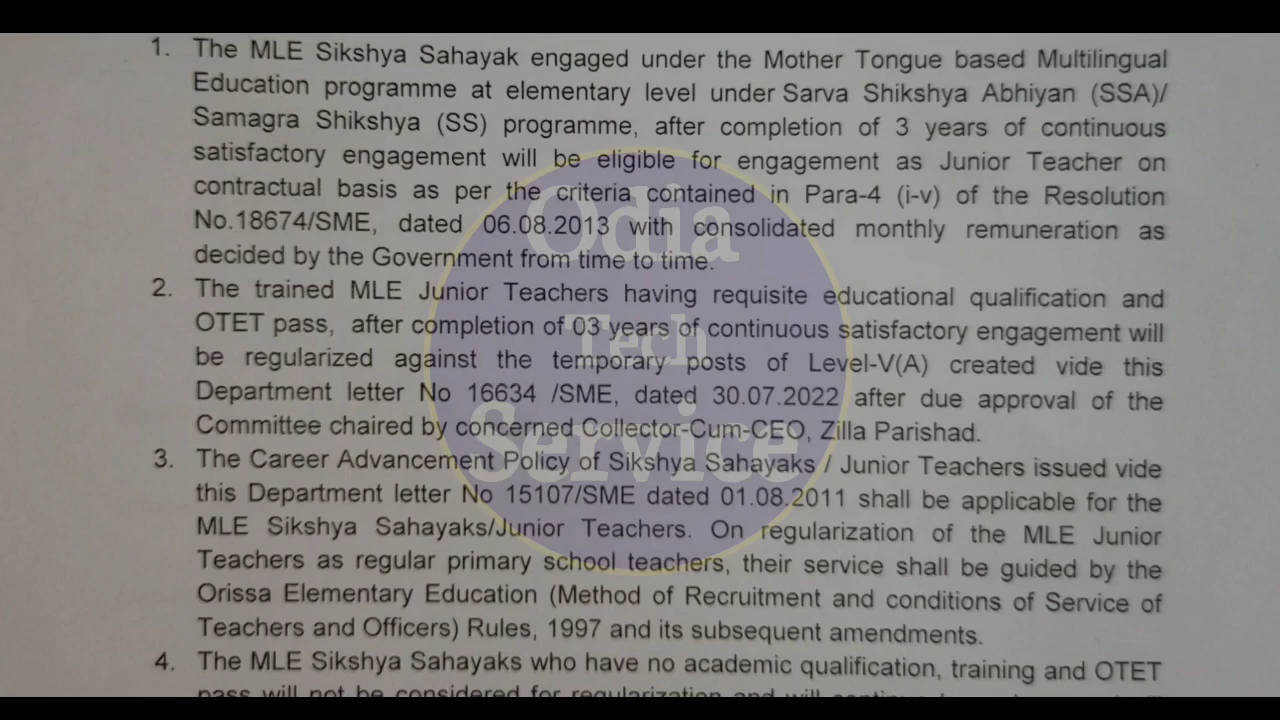 1. The MLE Sikshya Sahayak engaged under the Mother Tongue based Multilingual
Education programme at elementary level under Sarva Shikshya Abhiyan (SSA)/
Samagra Shikshya (SS) programme, after completion of 3 years of continuous
satisfactory engagement will be eligible for engagement as Junior Teacher on
contractual basis as per the criteria contained in Para-4 (i-v) of the Resolution
No.18674/SME, dated 06.08.2013 with consolidated monthly remuneration as
decided by the Government from time to time.
2. The trained MLE Junior Teachers having requisite educational qualification and
OTET pass, after completion of 03 years of continuous satisfactory engagement will
be regularized against the temporary posts of Level-V(A) created vide this
Department letter No 16634 /SME, dated 30.07.2022 after due approval of the
Committee chaired by concerned Collector-Cum-CEO, Zilla Parishad.
3. The Career Advancement Policy of Sikshya Sahayaks / Junior Teachers issued vide
this Department letter No 15107/SME dated 01.08.2011 shall be applicable for the
MLE Sikshya Sahayaks/Junior Teachers. On regularization of the MLE Junior
Teachers as regular primary school teachers, their service shall be guided by the
Orissa Elementary Education (Method of Recruitment and conditions of Service of
Teachers and Officers) Rules, 1997 and its subsequent amendments.
4. The MLE Sikshya Sahayaks who have no academic qualification, training and OTET
pass will not be considered for regularization and will
Odia
Tech
Service